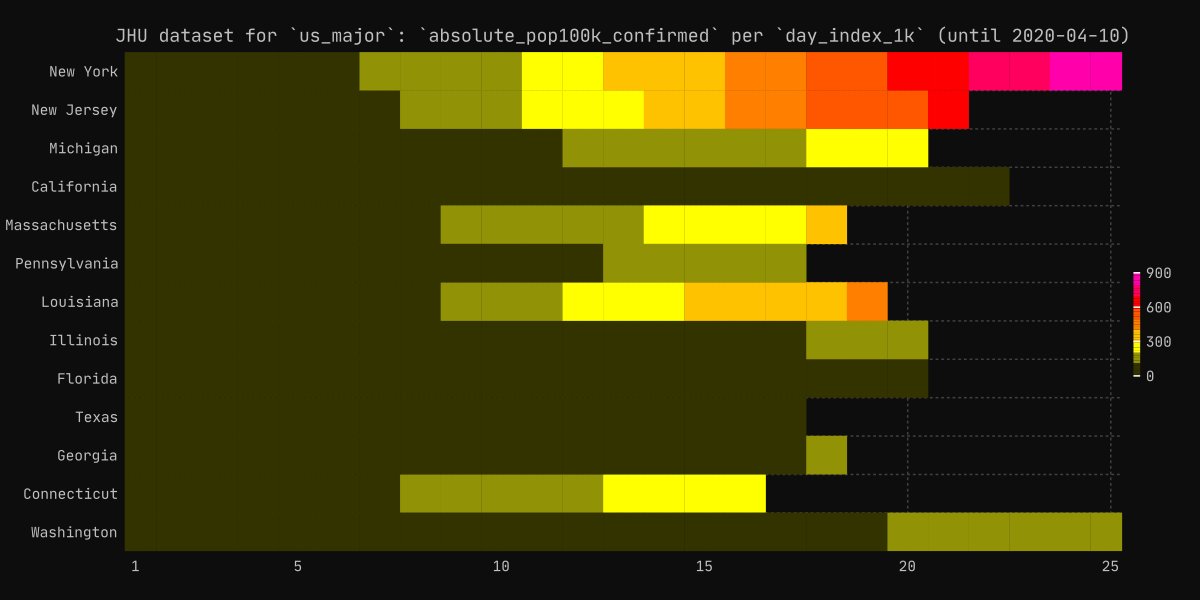 JHU dataset for `us_major`: `absolute_pop100k_confirmed` per `day_index_1k` (until 2020-04-10)
New York
New Jersey
Michigan
California
Massachusetts
Pennsylvania
Louisiana
Illinois
Florida
Texas
Georgia
Connecticut
Washington
1 5 10 15 20 25
900
600
300
0